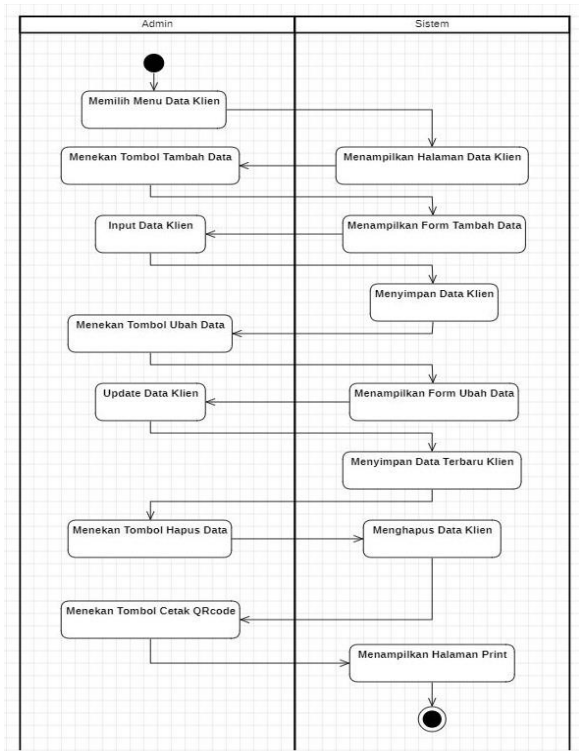 Admin
Sistem
Memilih Menu Data Klien
Menekan Tombol Tambah Data
Menampilkan Halaman Data Klien
Input Data Klien
Menampilkan Form Tambah Data
Menyimpan Data Klien
Menekan Tombol Ubah Data
Update Data Klien
Menampilkan Form Ubah Data
Menyimpan Data Terbaru Klien
Menekan Tombol Hapus Data
Menghapus Data Klien
Menekan Tombol Cetak QRcode
Menampilkan Halaman Print